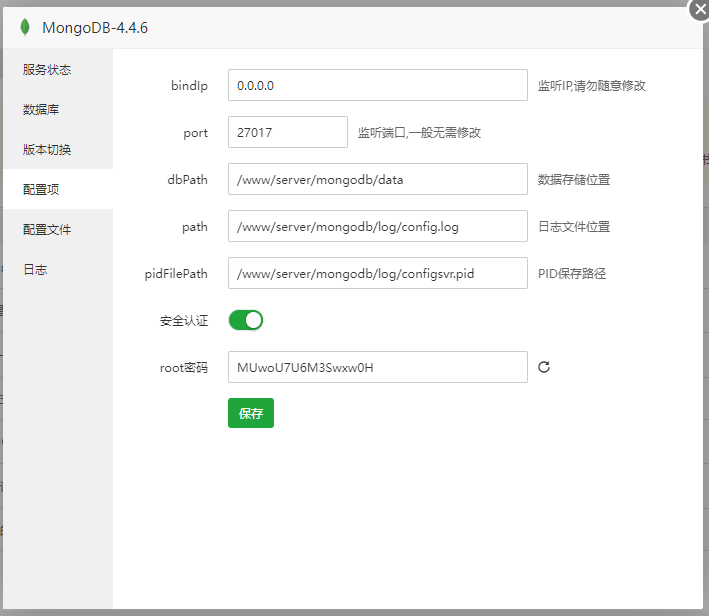 MongoDB-4.4.6
服务状态
数据库
版本切换
配置项
配置文件
日志
bindIp 0.0.0.0 监听IP,请勿随意修改
port 27017 监听端口,一般无需修改
dbPath /www/server/mongodb/data 数据存储位置
path /www/server/mongodb/log/config.log 日志文件位置
pidFilePath /www/server/mongodb/log/configsvr.pid PID保存路径
安全认证
root密码 MUwoU7U6M3Swxw0H
保存